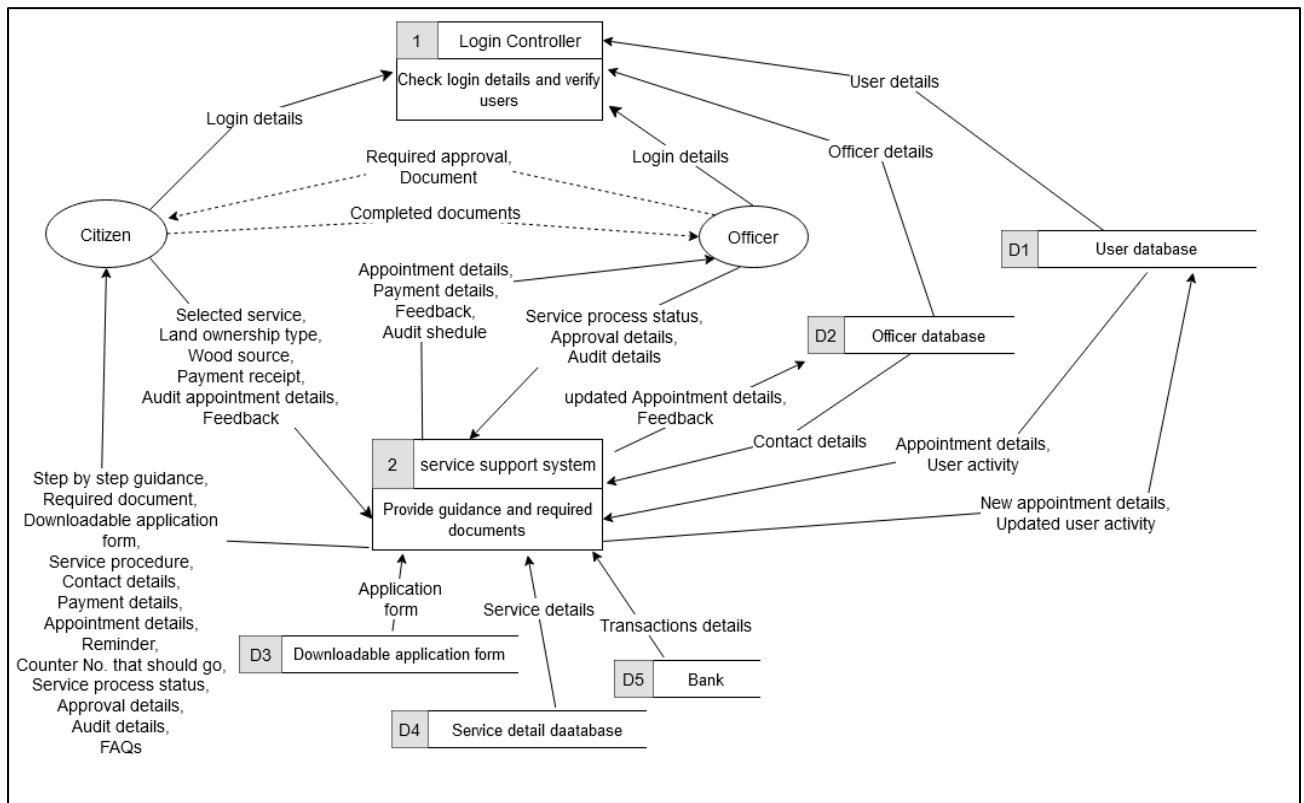 1
Login Controller
Check login details and verify
users
User details
Login details
Officer details
Required approval,
Document
Login details
Completed documents
Citizen
Officer
D1
User database
Appointment details,
Payment details,
Feedback,
Audit shedule
Selected service,
Land ownership type,
Wood source,
Payment receipt,
Audit appointment details,
Feedback
Service process status,
Approval details,
Audit details
D2
Officer database
updated Appointment details,
Feedback
Contact details
Appointment details,
User activity
2
service support system
Provide guidance and required
documents
New appointment details,
Updated user activity
Step by step guidance,
Required document,
Downloadable application
form,
Service procedure,
Contact details,
Payment details,
Appointment details,
Reminder,
Counter No. that should go,
Service process status,
Approval details,
Audit details,
FAQs
Application
form
Service details
Transactions details
D3
Downloadable application form
D5
Bank
D4
Service detail daatabase